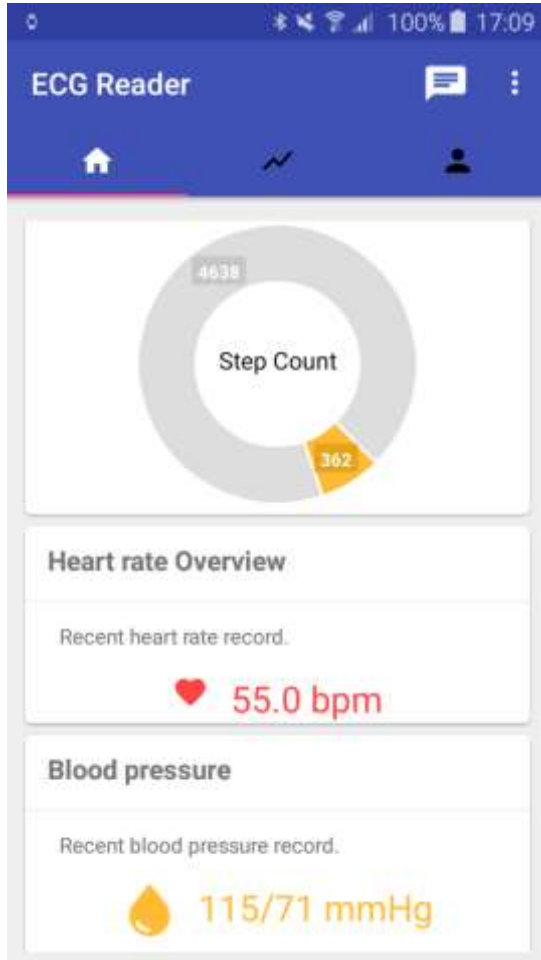 100% 17:09
ECG Reader
4638
Step Count
362
Heart rate Overview
Recent heart rate record.
55.0 bpm
Blood pressure
Recent blood pressure record.
115/71 mmHg